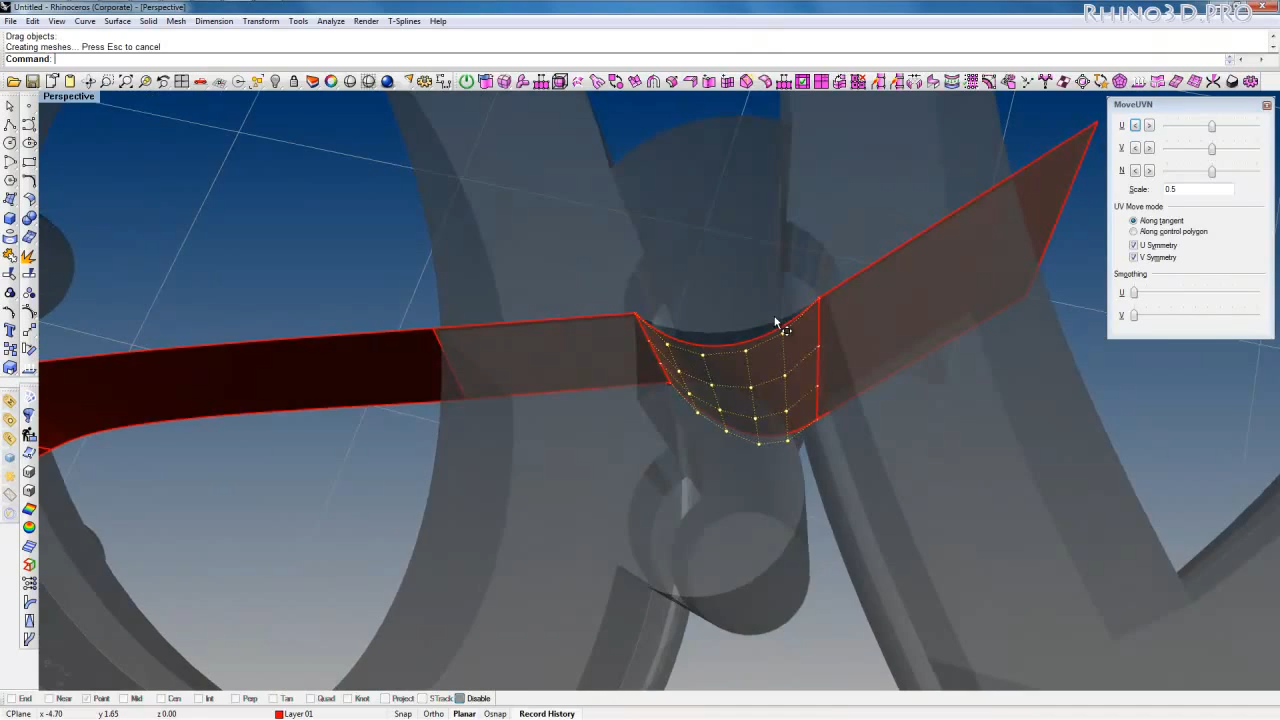 Untitled - Rhinoceros (Corporate) - [Perspective]
RHINO3D.PRO
File Edit View Curve Surface Solid Mesh Dimension Transform Tools Analyze Render T-Splines Help
Drag objects:
Creating meshes... Press Esc to cancel
Command:
Perspective
MoveUVN
U < >
V < >
N < >
Scale: 0.5
UV Move mode
Along tangent
Along control polygon
U Symmetry
V Symmetry
Smoothing
U
V
End Near Point Mid Cen Int Perp Tan Quad Knot Project STrack Disable
CPlane x -4.70 y 1.65 z 0.00 Layer 01 Snap Ortho Planar Osnap Record History